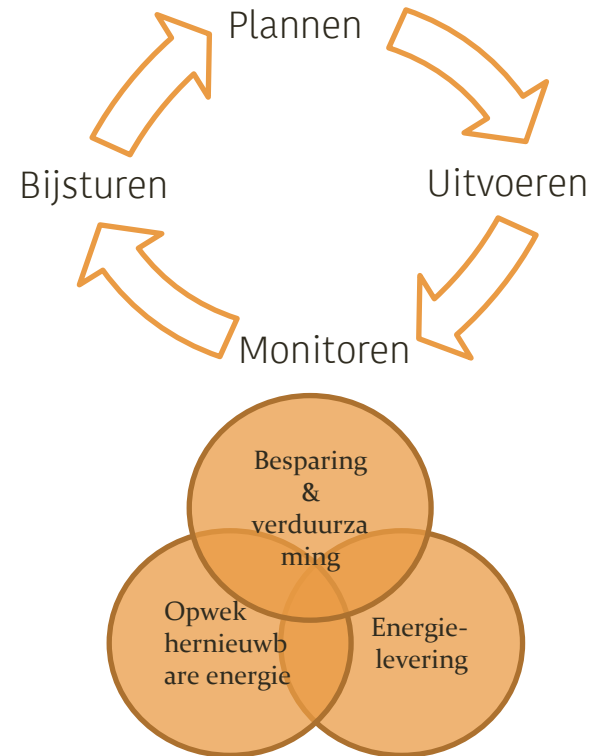 Plannen
Uitvoeren
Bijsturen
Monitoren
Besparing
&
verduurza
ming
Opwek
hernieuwb
are energie
Energie-
levering